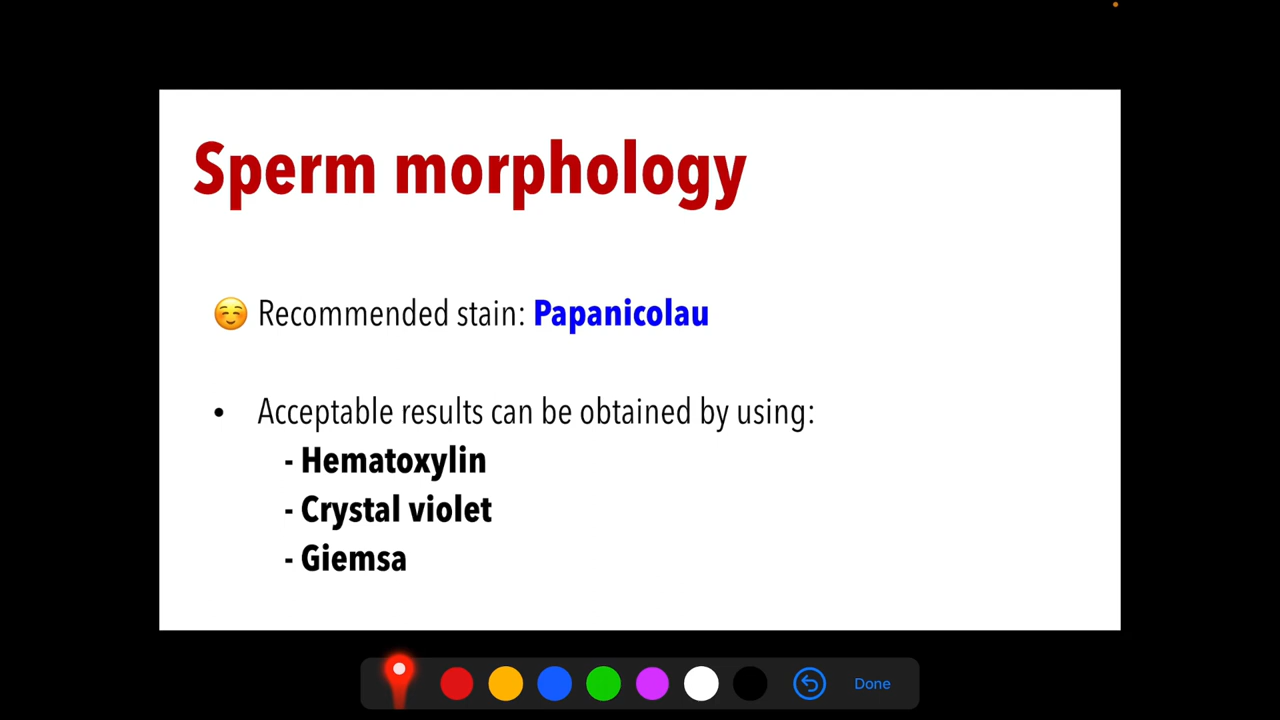 Sperm morphology
☺️ Recommended stain: Papanicolau
• Acceptable results can be obtained by using:
- Hematoxylin
- Crystal violet
- Giemsa
Done